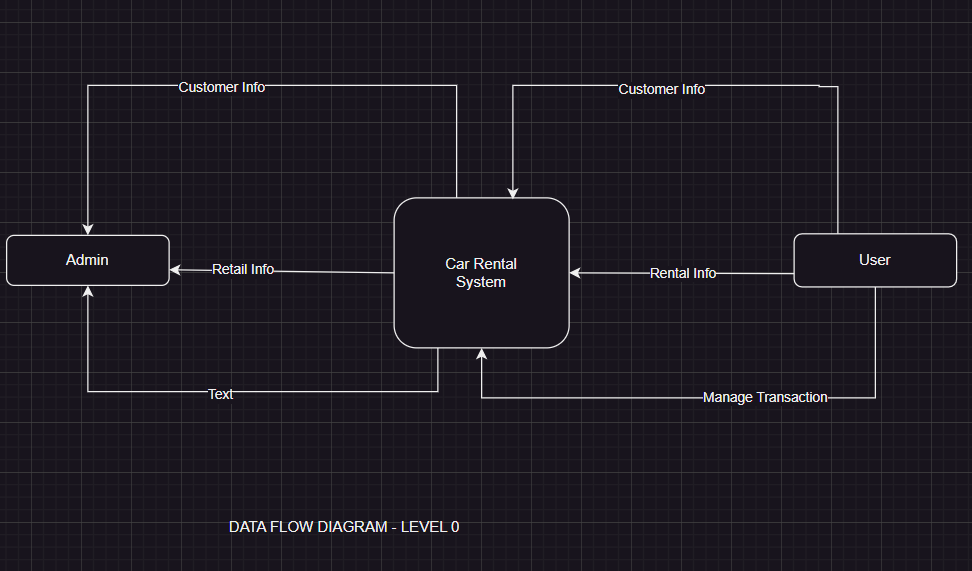 Customer Info
Customer Info
Admin
Retail Info
Car Rental
System
Rental Info
User
Text
Manage Transaction
DATA FLOW DIAGRAM - LEVEL 0